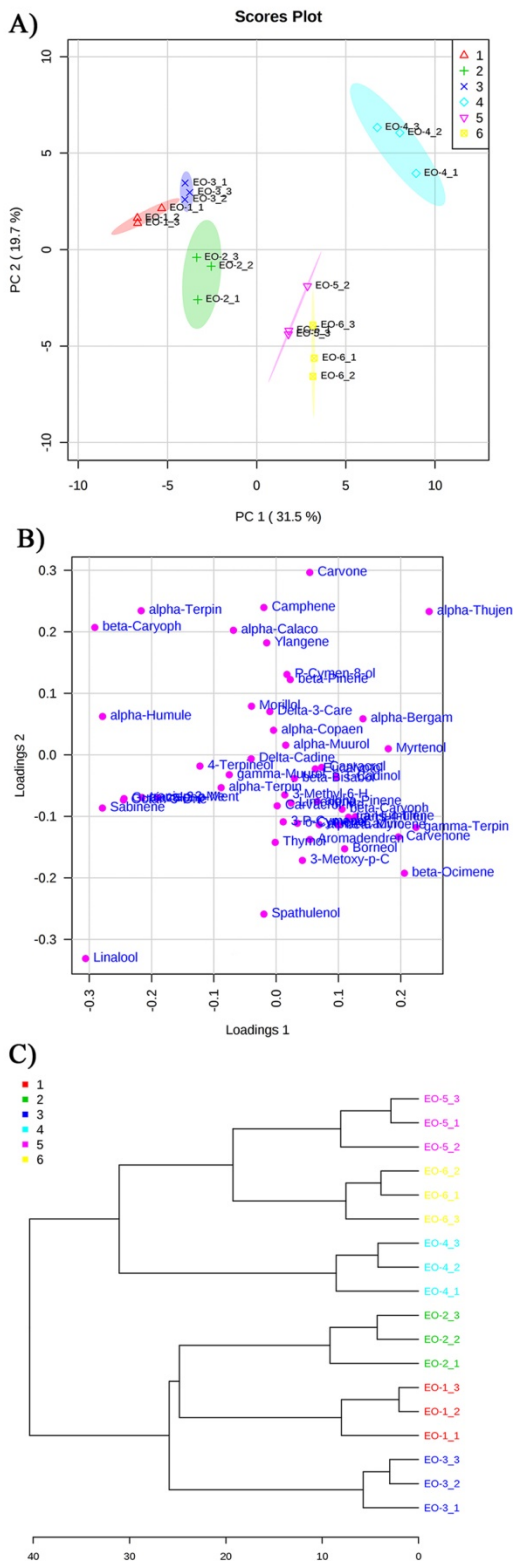 A)
Scores Plot
PC 2 ( 19.7 %)
10
5
0
-5
-10
1
2
3
4
5
6
EO-4_3
EO-4_2
EO-4_1
EO-3_1
EO-3_3
EO-3_2
EO-1_1
EO-1_2
EO-1_3
EO-2_3
EO-2_2
EO-2_1
EO-5_2
EO-6_3
EO-5_3
EO-6_1
EO-6_2
-10 -5 0 5 10
PC 1 ( 31.5 %)
B)
Loadings 2
0.3
0.2
0.1
0.0
-0.1
-0.2
-0.3
Carvone
alpha-Terpin
Camphene
alpha-Thujen
beta-Caryoph
alpha-Calaco
Ylangene
P-Cymen-8-ol
beta-Pinene
Morillol
Delta-3-Care
alpha-Humule
alpha-Bergam
alpha-Copaen
alpha-Muurol
Myrtenol
Delta-Cadine
4-Terpineol
gamma-Muurol
beta-Bisabol
alpha-Terpin
3-Methyl-6-H
Sabinene
beta-Caryoph
gamma-Terpin
Thymol
Aromadendren
Carvenone
Borneol
3-Metoxy-p-C
beta-Ocimene
Spathulenol
Linalool
-0.3 -0.2 -0.1 0.0 0.1 0.2
Loadings 1
C)
1
2
3
4
5
6
EO-5_3
EO-5_1
EO-5_2
EO-6_2
EO-6_1
EO-6_3
EO-4_3
EO-4_2
EO-4_1
EO-2_3
EO-2_2
EO-2_1
EO-1_3
EO-1_2
EO-1_1
EO-3_3
EO-3_2
EO-3_1
40 30 20 10 0